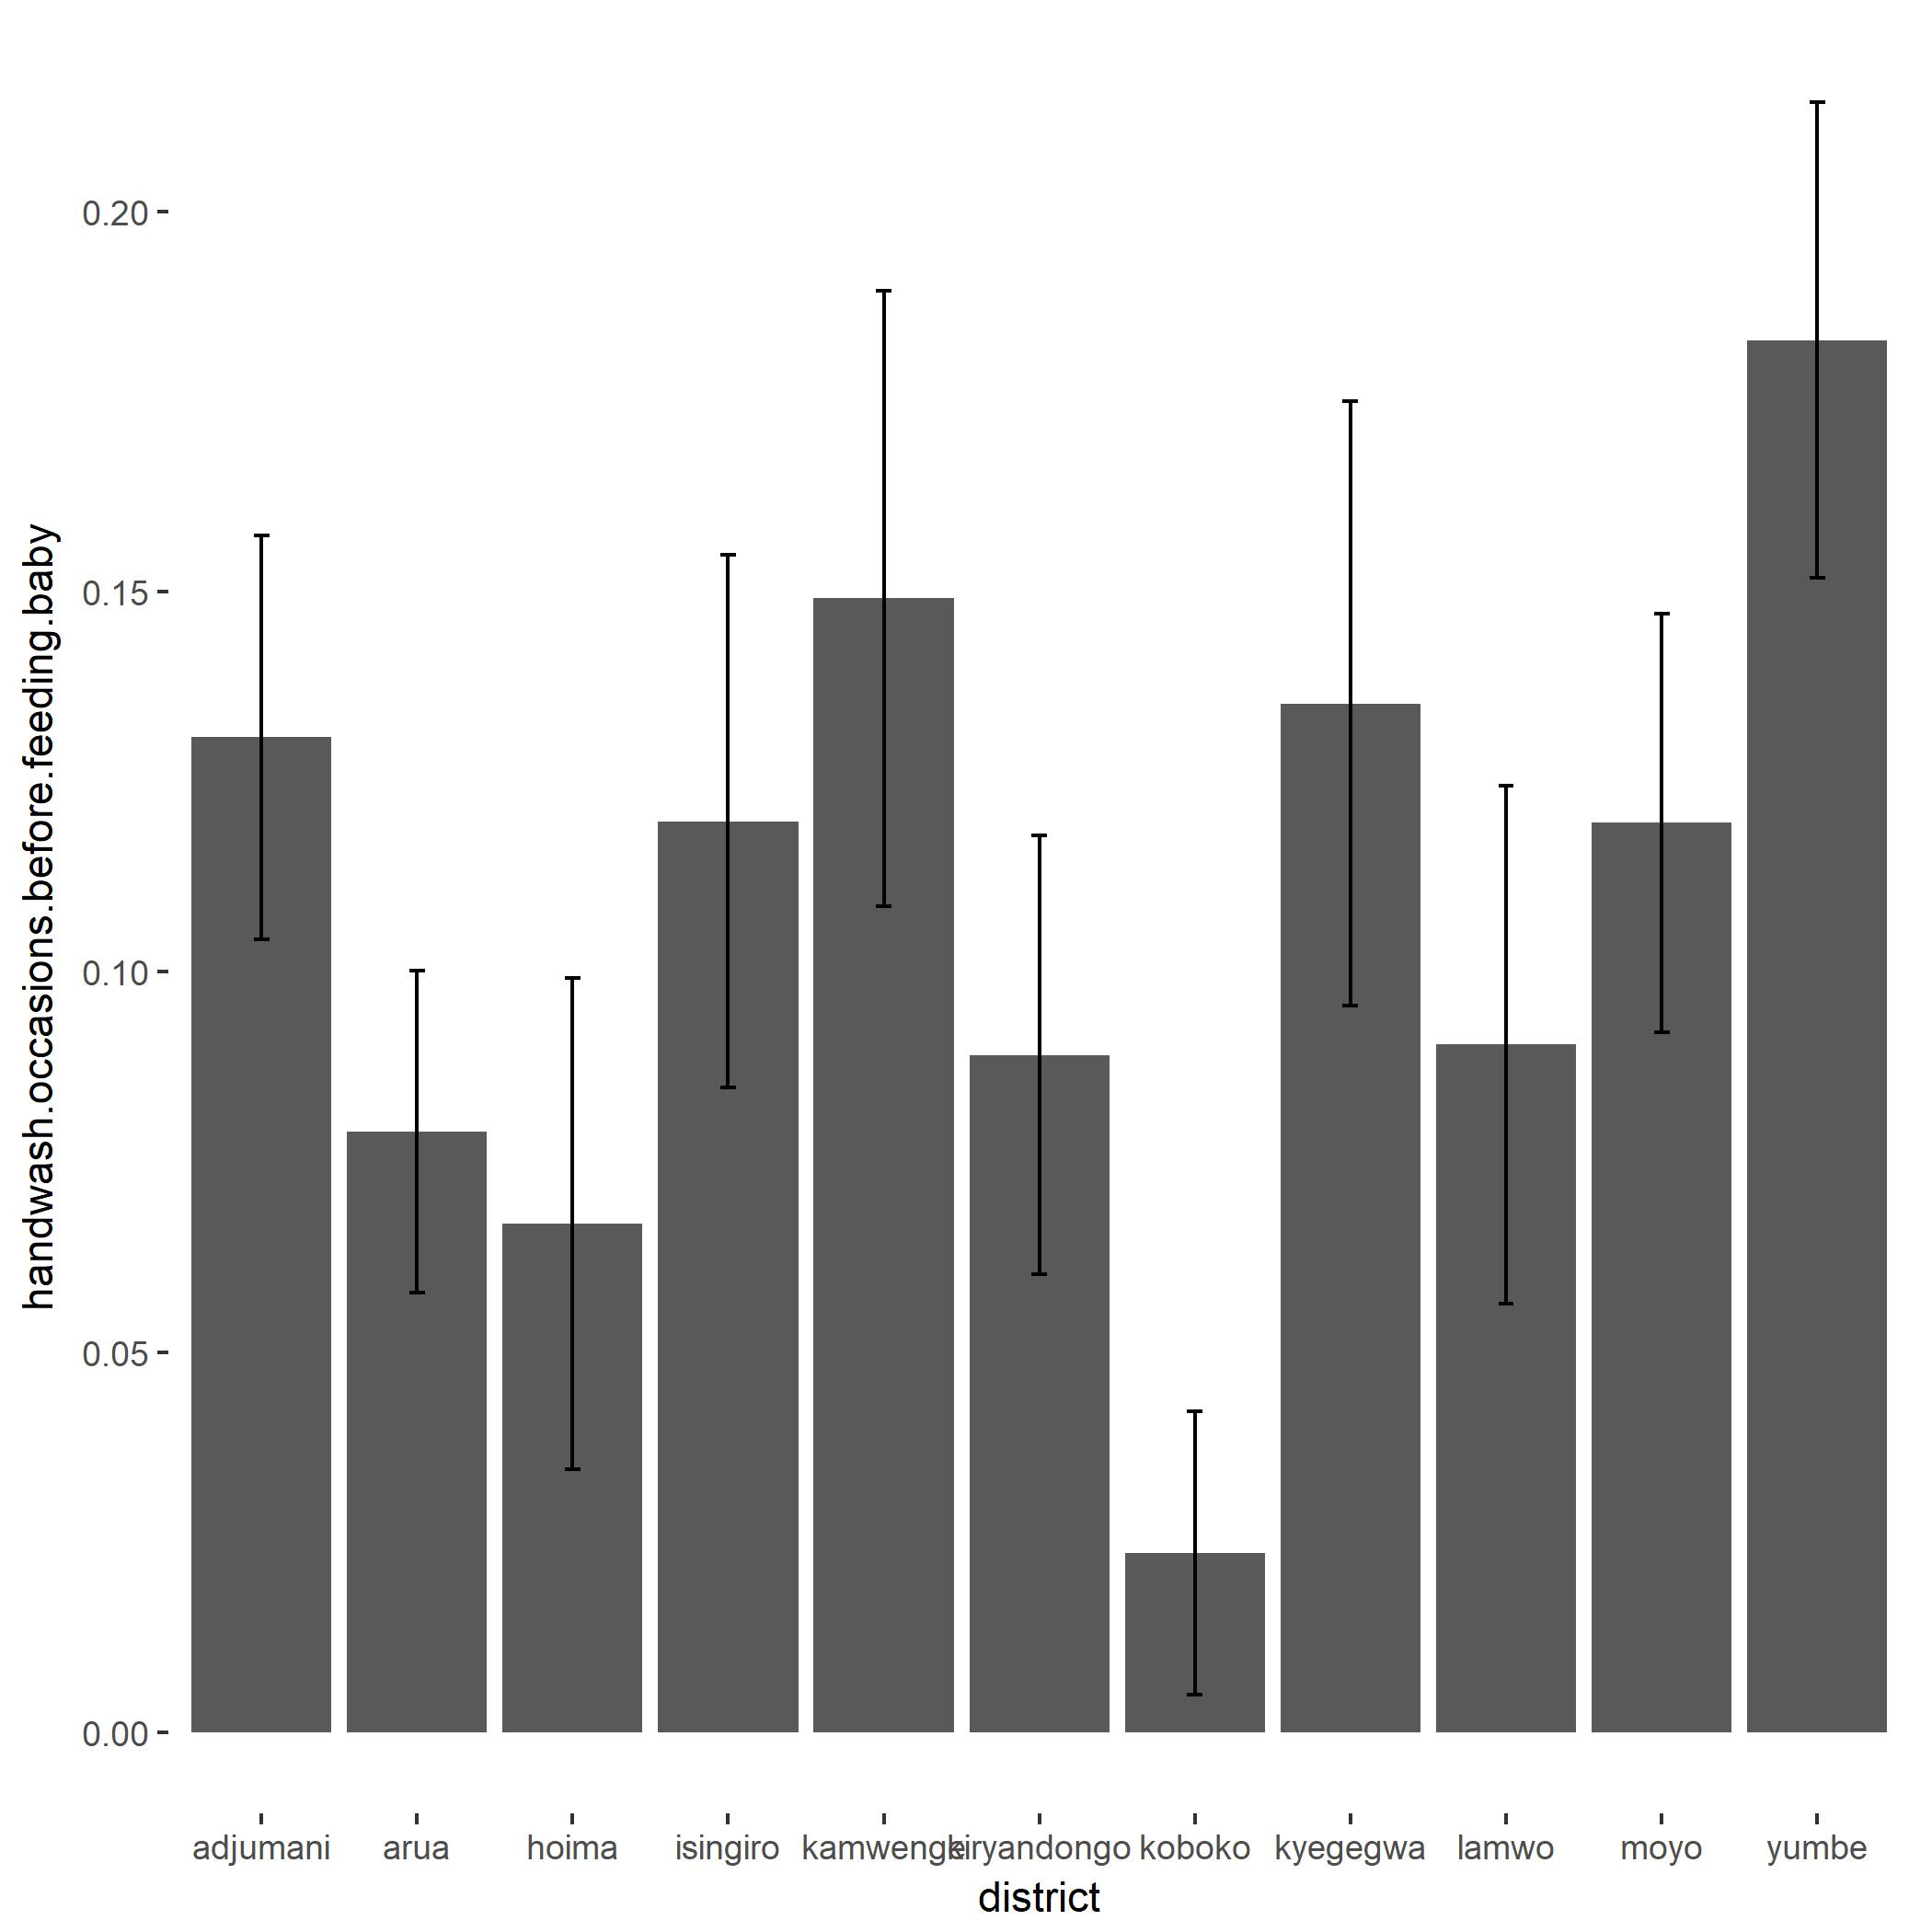 handwash.occasions.before.feeding.baby
0.20
0.15
0.10
0.05
0.00
adjumani arua hoima isingiro kamwenge kiryandongo koboko kyegegwa lamwo moyo yumbe
district